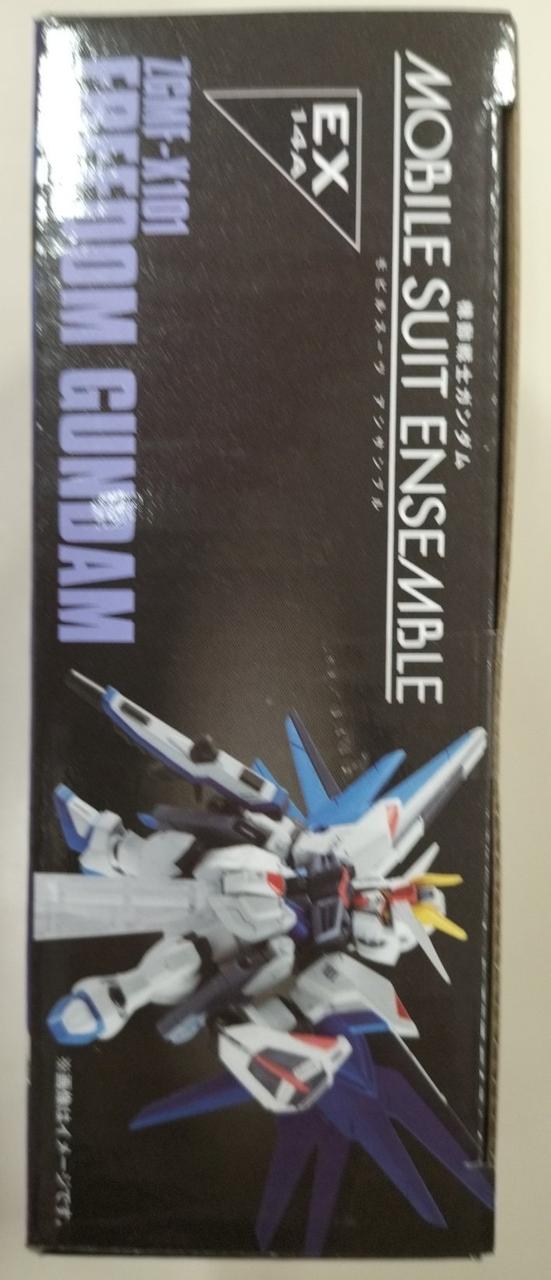 機動戦士ガンダム
MOBILE SUIT ENSEMBLE
モビルスーツ アンサンブル
EX
14A
ZGMF-X10A
FREEDOM GUNDAM
※画像はイメージです。